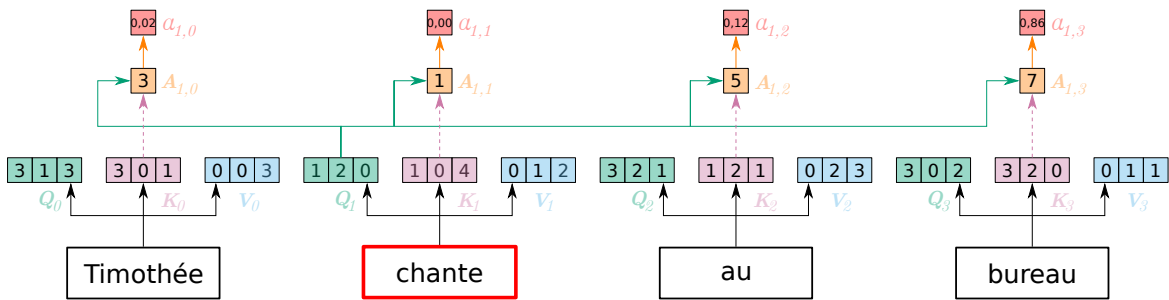 0,02 a1,0 0,00 a1,1 0,12 a1,2 0,86 a1,3
3 A1,0 1 A1,1 5 A1,2 7 A1,3
3 1 3 3 0 1 0 0 3 1 2 0 1 0 4 0 1 2 3 2 1 1 2 1 0 2 3 3 0 2 3 2 0 0 1 1
Q0 K0 V0 Q1 K1 V1 Q2 K2 V2 Q3 K3 V3
Timothée chante au bureau